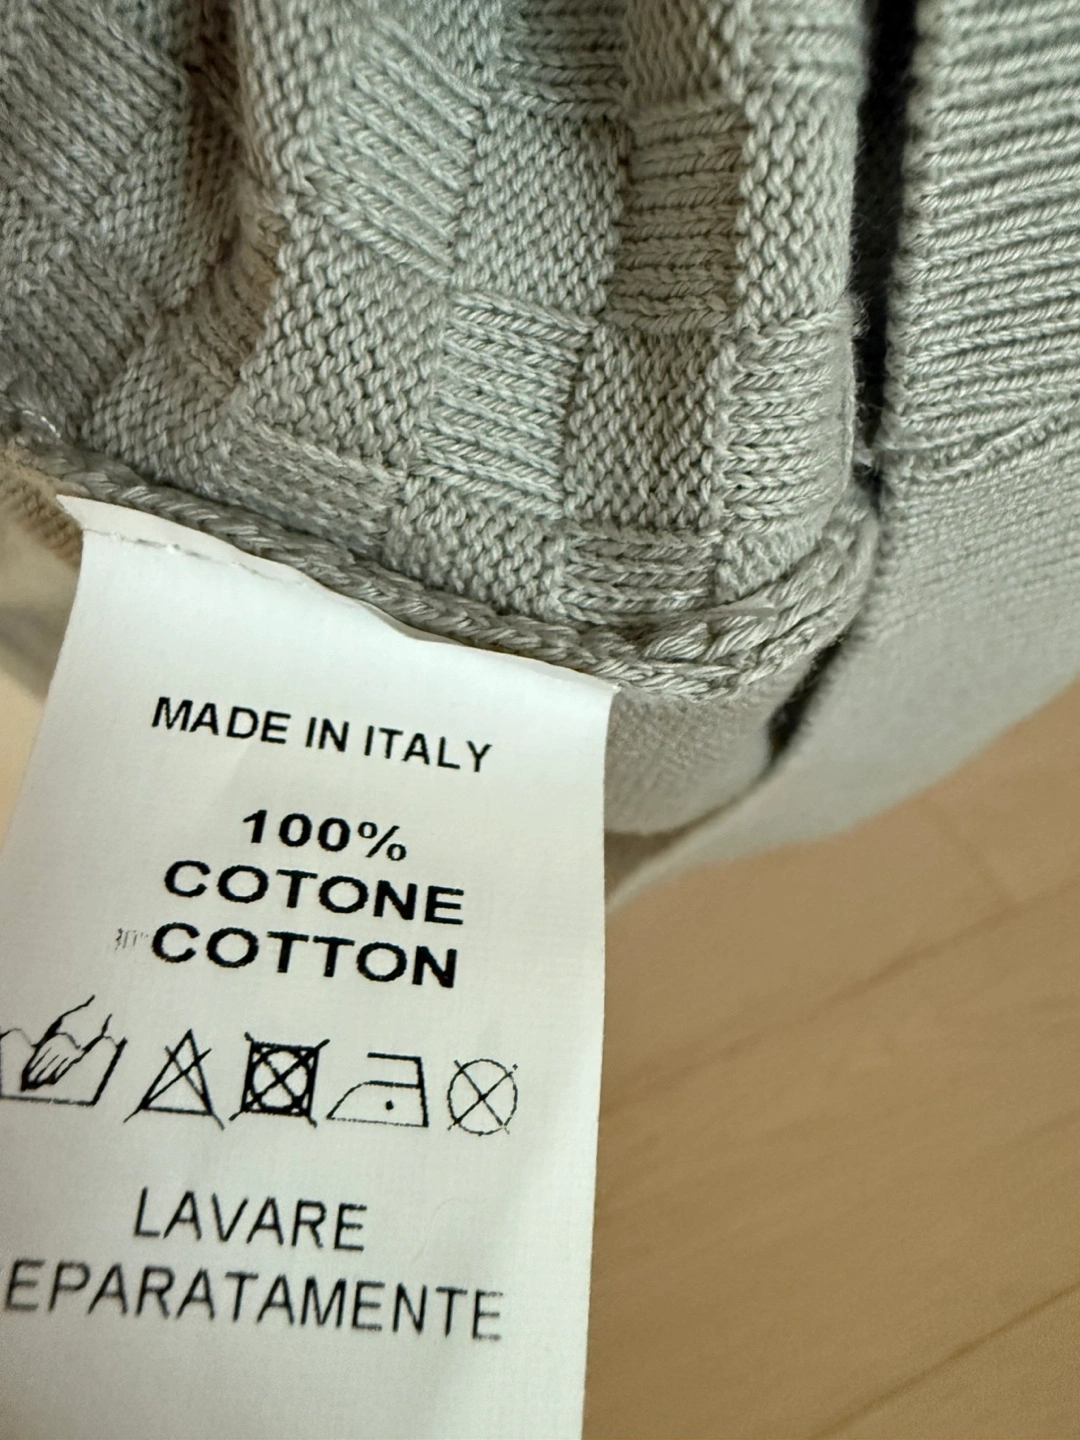 MADE IN ITALY
100%
COTONE
COTTON
LAVARE
EPARATAMENTE